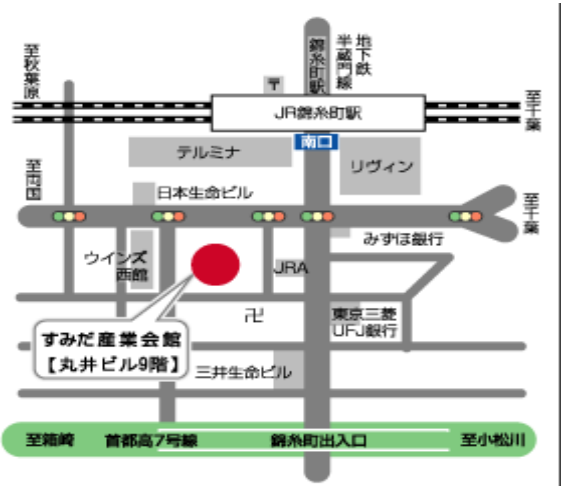 至秋葉原
錦糸町駅
地下鉄
半蔵門線
〒
JR錦糸町駅
至千葉
南口
テルミナ
リヴィン
至両国
日本生命ビル
至千葉
みずほ銀行
ウインズ
西館
JRA
卍
東京三菱
UFJ銀行
すみだ産業会館
【丸井ビル9階】
三井生命ビル
至箱崎
首都高7号線
錦糸町出入口
至小松川